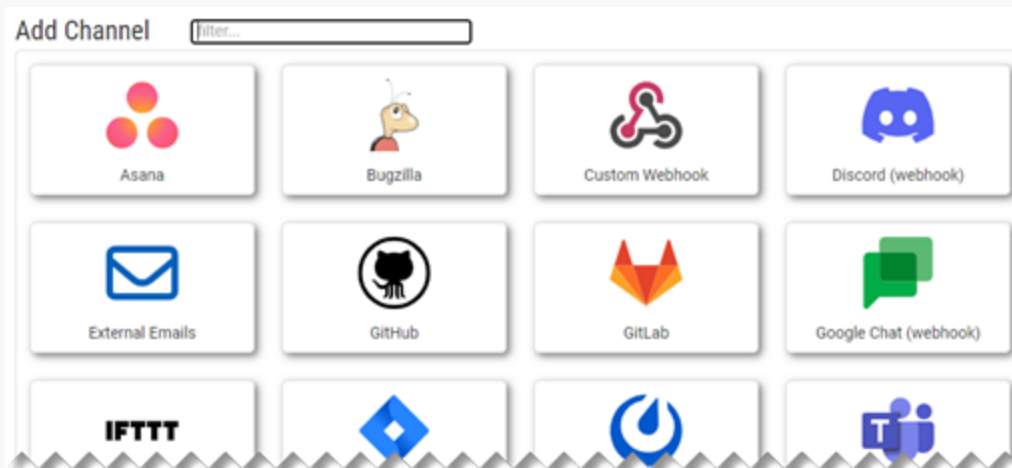 Add Channel
filter...
Asana
Bugzilla
Custom Webhook
Discord (webhook)
External Emails
GitHub
GitLab
Google Chat (webhook)
IFTTT
T